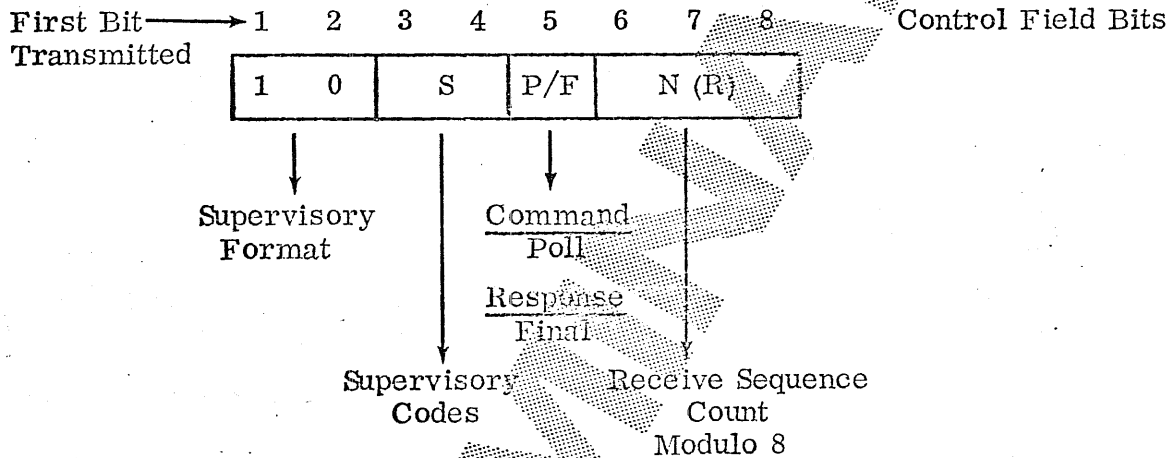 First Bit 1 2 3 4 5 6 7 8 Control Field Bits
Transmitted
1 0 S P/F N (R)
Supervisory
Format
Command
Poll
Response
Final
Supervisory
Codes
Receive Sequence
Count
Modulo 8